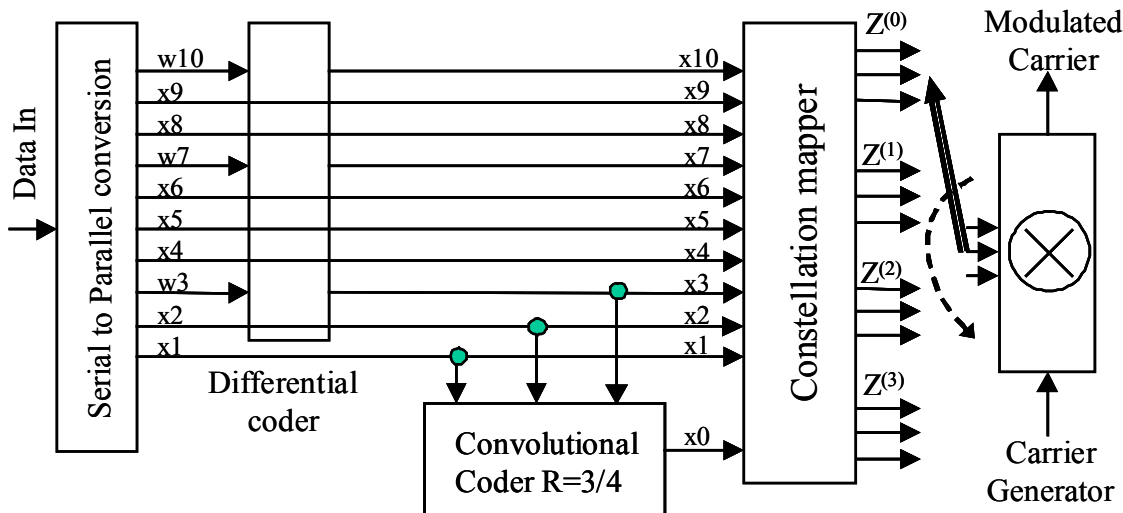 Data In
Serial to Parallel conversion
w10
x9
x8
w7
x6
x5
x4
w3
x2
x1
Differential
coder
x10
x9
x8
x7
x6
x5
x4
x3
x2
x1
Convolutional
Coder R=3/4
x0
Constellation mapper
Z(0)
Z(1)
Z(2)
Z(3)
Modulated
Carrier
Carrier
Generator